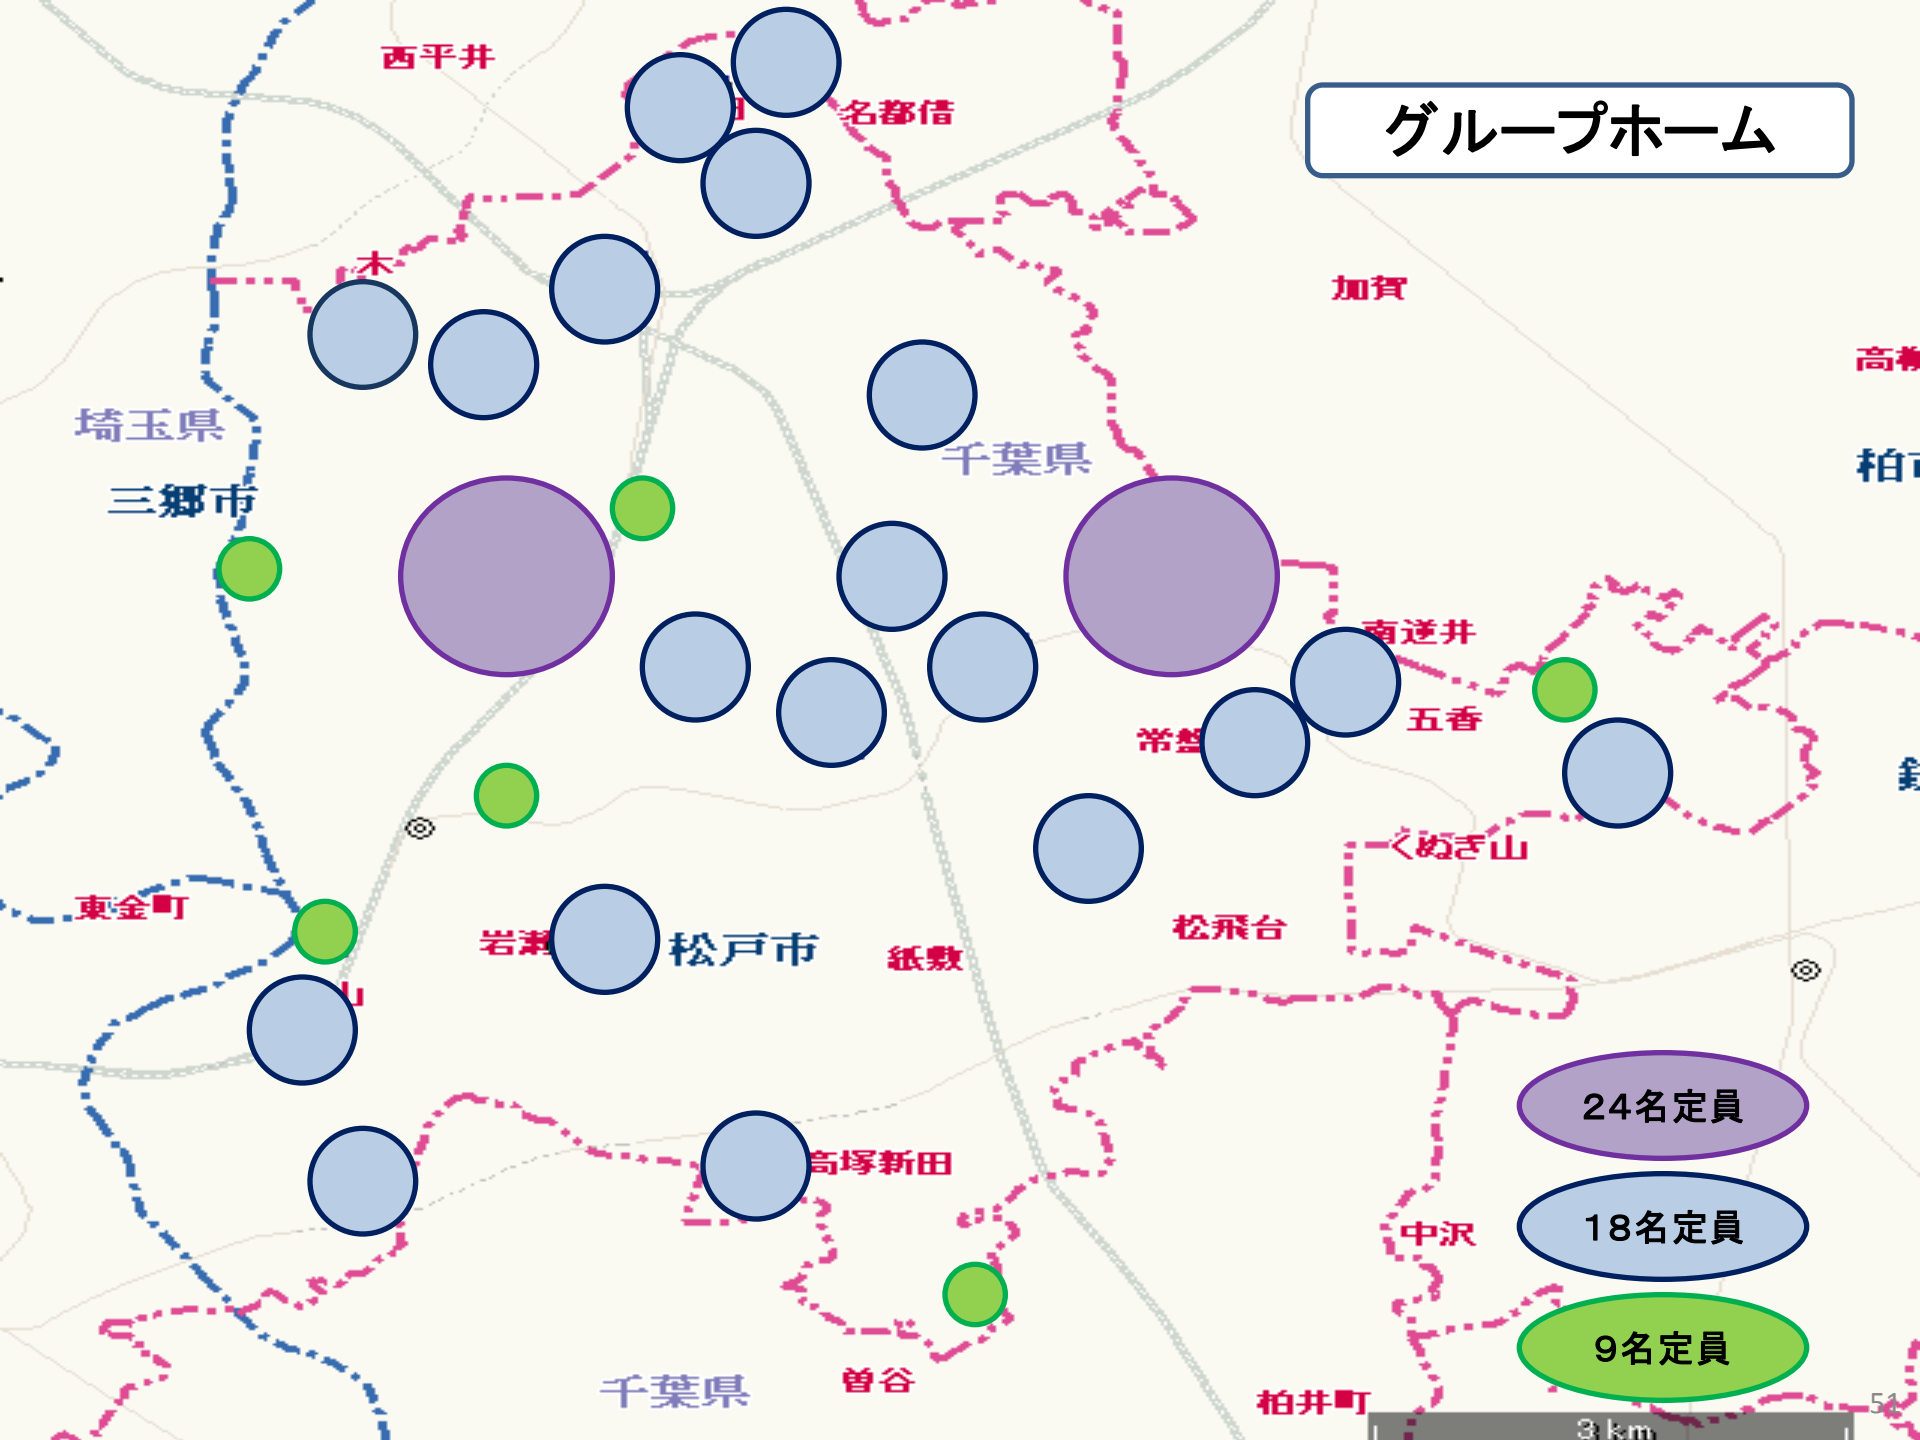 西平井
名都借
グループホーム
木
加賀
埼玉県
千葉県
三郷市
南逆井
五香
常盤
くぬぎ山
東金町
岩瀬
松戸市
紙敷
松飛台
山
24名定員
高塚新田
18名定員
中沢
9名定員
千葉県
曽谷
柏井町
51
3 km